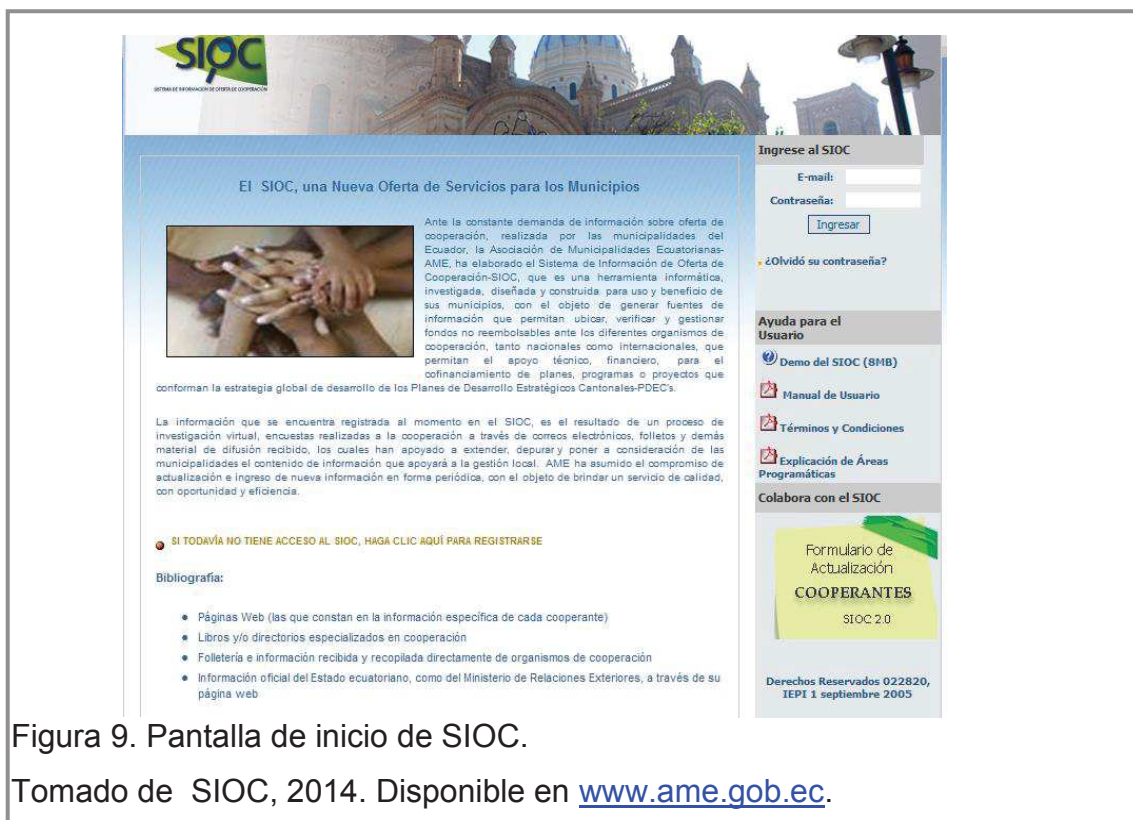 SIOC
SISTEMA DE INFORMACIÓN DE OFERTA DE COOPERACIÓN
El SIOC, una Nueva Oferta de Servicios para los Municipios
Ante la constante demanda de información sobre oferta de
cooperación, realizada por las municipalidades del
Ecuador, la Asociación de Municipalidades Ecuatorianas-
AME, ha elaborado el Sistema de Información de Oferta de
Cooperación-SIOC, que es una herramienta informática,
investigada, diseñada y construida para uso y beneficio de
sus municipios, con el objeto de generar fuentes de
información que permitan ubicar, verificar y gestionar
fondos no reembolsables ante los diferentes organismos de
cooperación, tanto nacionales como internacionales, que
permitan el apoyo técnico, financiero, para el
cofinanciamiento de planes, programas o proyectos que
conforman la estrategia global de desarrollo de los Planes de Desarrollo Estratégicos Cantonales-PDEC's.
La información que se encuentra registrada al momento en el SIOC, es el resultado de un proceso de
investigación virtual, encuestas realizadas a la cooperación a través de correos electrónicos, folletos y demás
material de difusión recibido, los cuales han apoyado a extender, depurar y poner a consideración de las
municipalidades el contenido de información que apoyará a la gestión local. AME ha asumido el compromiso de
actualización e ingreso de nueva información en forma periódica, con el objeto de brindar un servicio de calidad,
con oportunidad y eficiencia.
SI TODAVÍA NO TIENE ACCESO AL SIOC, HAGA CLIC AQUÍ PARA REGISTRARSE
Bibliografía:
Páginas Web (las que constan en la información específica de cada cooperante)
Libros y/o directorios especializados en cooperación
Folletería e información recibida y recopilada directamente de organismos de cooperación
Información oficial del Estado ecuatoriano, como del Ministerio de Relaciones Exteriores, a través de su
página web
Ingrese al SIOC
E-mail:
Contraseña:
Ingresar
¿Olvidó su contraseña?
Ayuda para el
Usuario
Demo del SIOC (8MB)
Manual de Usuario
Términos y Condiciones
Explicación de Áreas
Programáticas
Colabora con el SIOC
Formulario de
Actualización
COOPERANTES
SIOC 2.0
Derechos Reservados 022820,
IEPI 1 septiembre 2005
Figura 9. Pantalla de inicio de SIOC.
Tomado de SIOC, 2014. Disponible en www.ame.gob.ec.